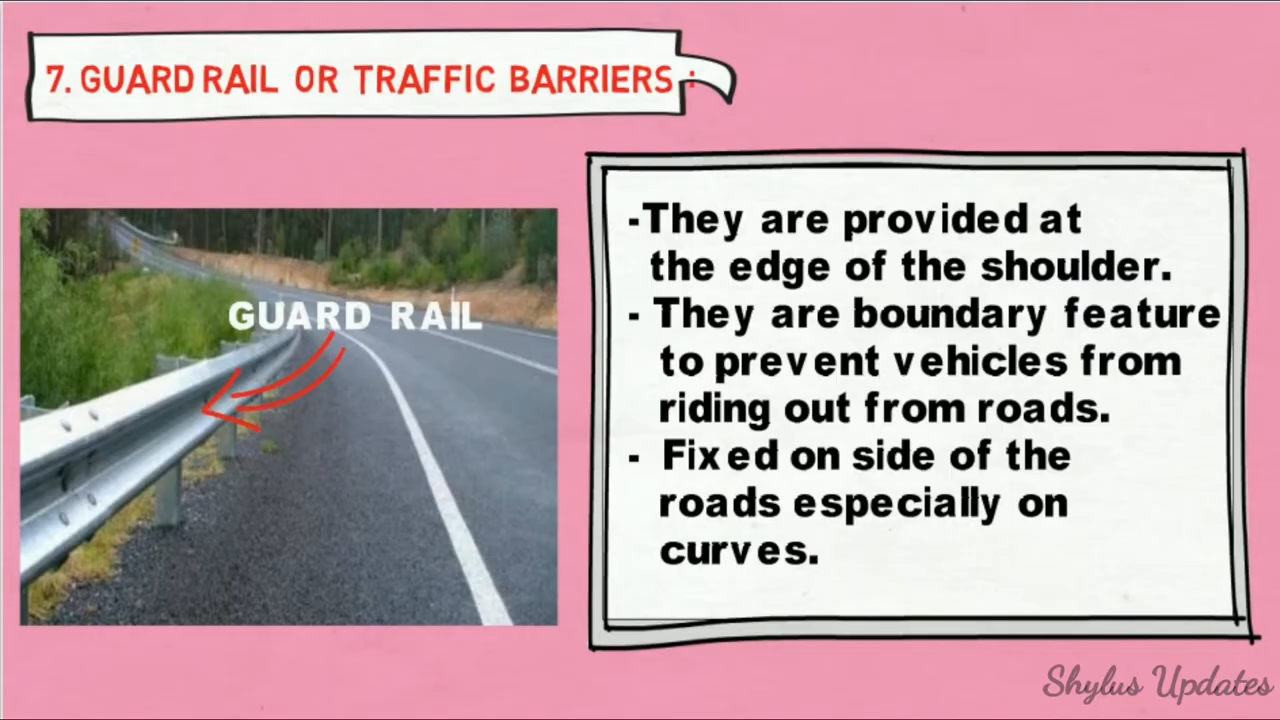 7. GUARD RAIL OR TRAFFIC BARRIERS :
GUARD RAIL
-They are provided at
the edge of the shoulder.
- They are boundary feature
to prevent vehicles from
riding out from roads.
- Fixed on side of the
roads especially on
curves.
Shylus Updates